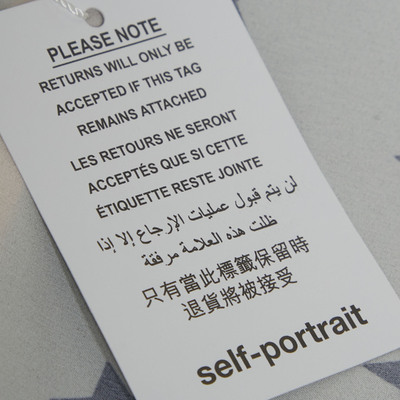 PLEASE NOTE
RETURNS WILL ONLY BE
ACCEPTED IF THIS TAG
REMAINS ATTACHED
LES RETOURS NE SERONT
ACCEPTÉS QUE SI CETTE
ÉTIQUETTE RESTE JOINTE
لن يتم قبول عمليات الإرجاع إلا إذا
ظلت هذه العلامة مرفقة
只有當此標籤保留時
退貨將被接受
self-portrait